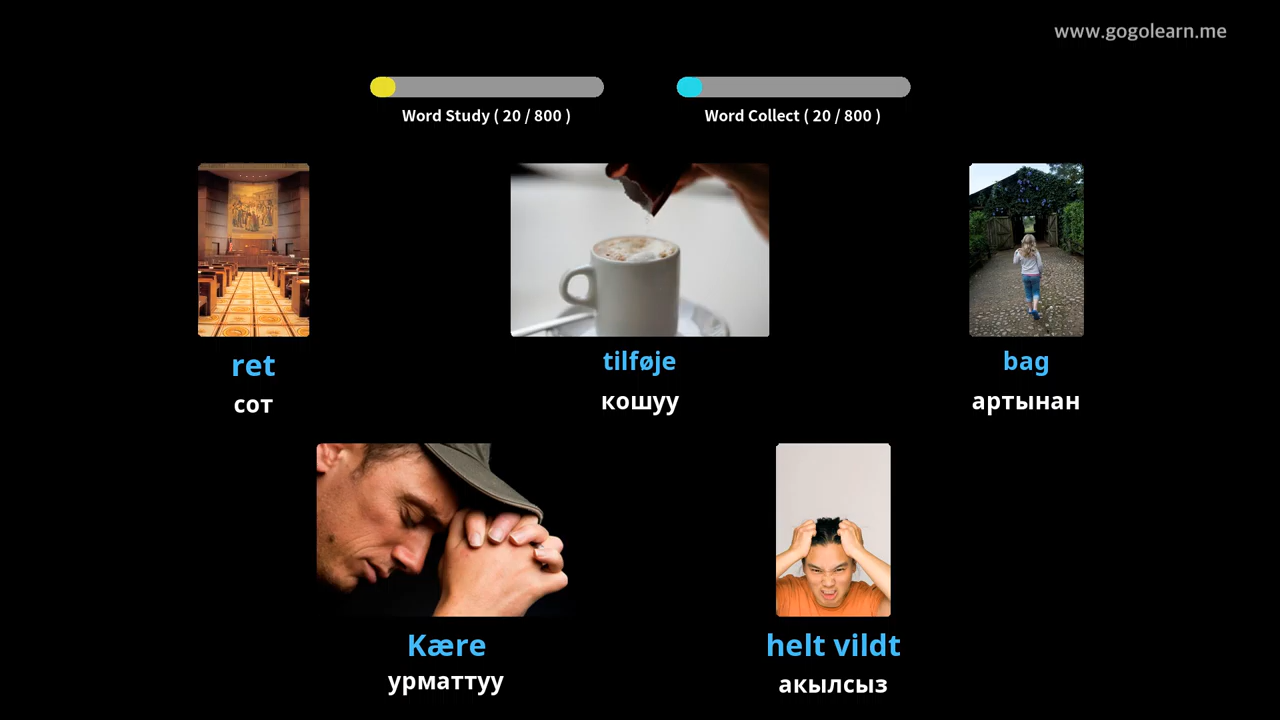 www.gogolearn.me
Word Study ( 20 / 800 )
Word Collect ( 20 / 800 )
ret
сот
tilføje
кошуу
bag
артынан
Kære
урматтуу
helt vildt
акылсыз